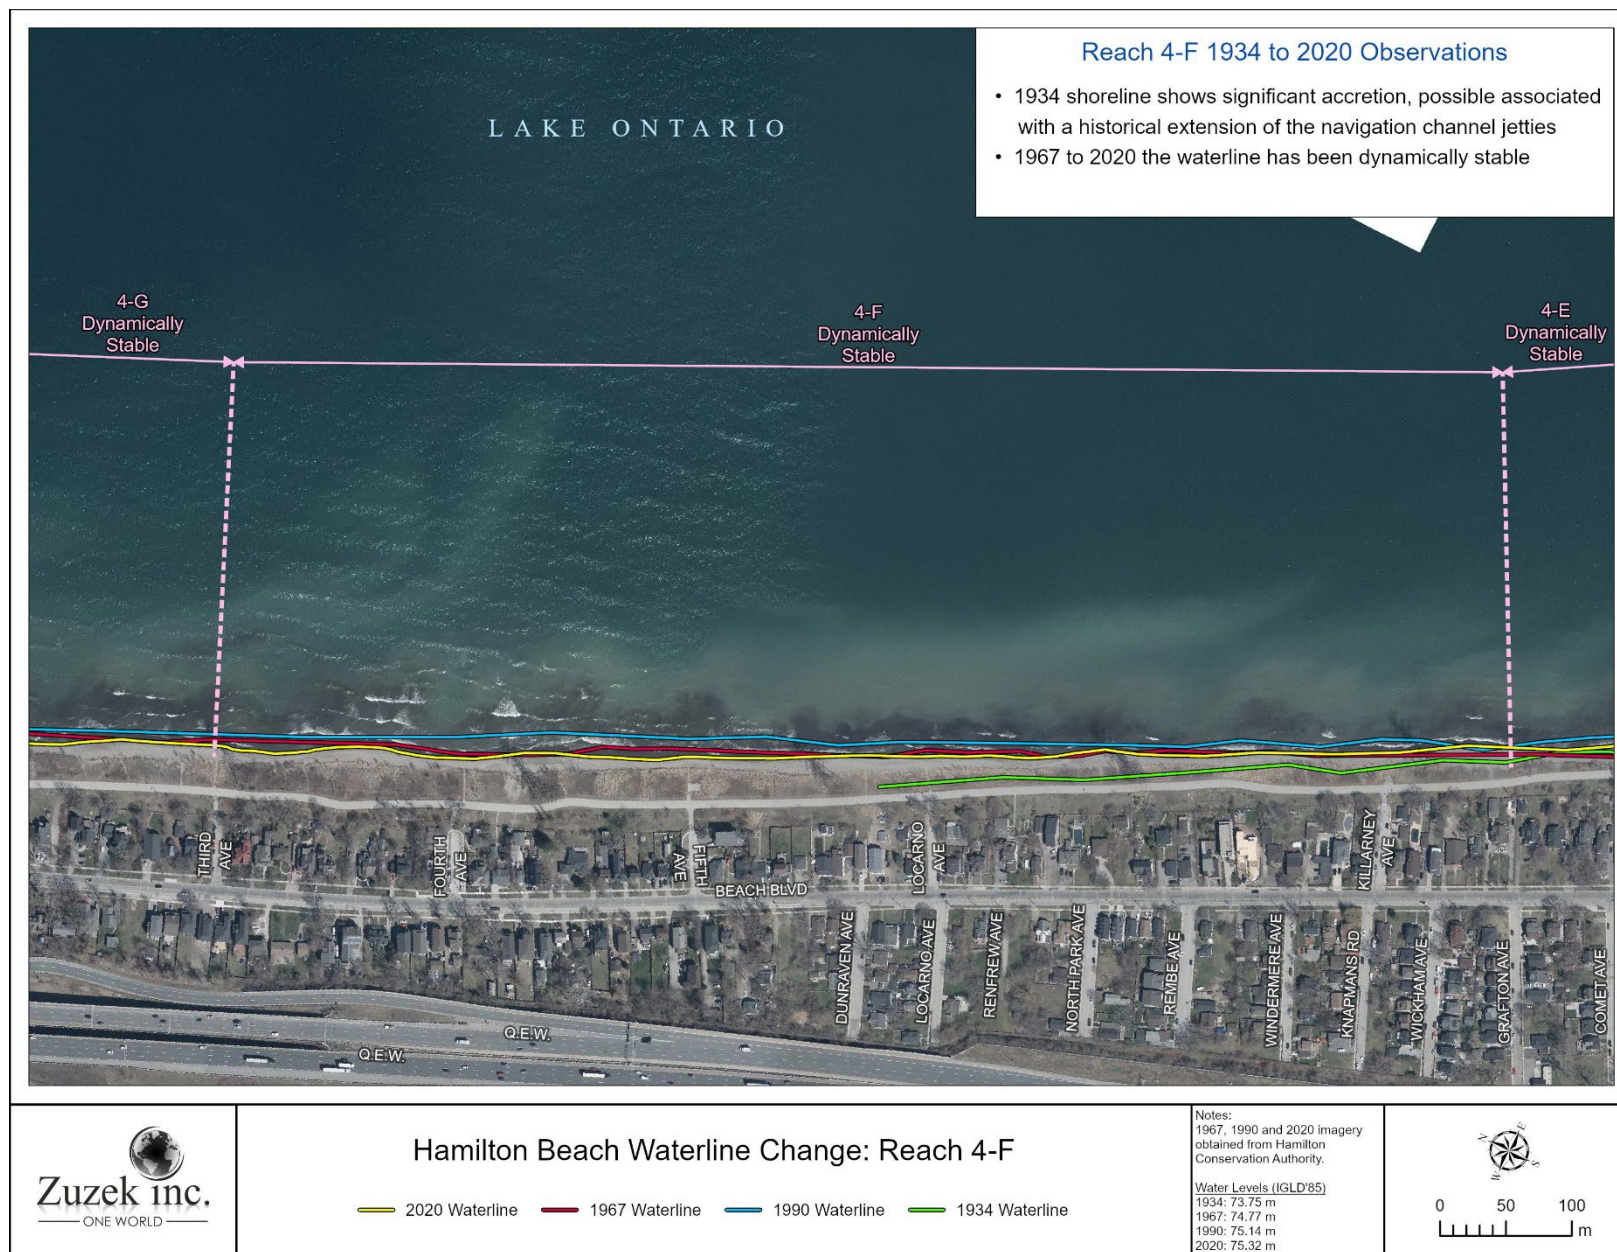 Reach 4-F 1934 to 2020 Observations
• 1934 shoreline shows significant accretion, possible associated
with a historical extension of the navigation channel jetties
• 1967 to 2020 the waterline has been dynamically stable
LAKE ONTARIO
4-G
Dynamically
Stable
4-F
Dynamically
Stable
4-E
Dynamically
Stable
THIRD
AVE
FOURTH
AVE
FIFTH
AVE
BEACH BLVD
LOCARNO
AVE
KILLARNEY
AVE
DUNRAVEN AVE
LOCARNO AVE
RENFREW AVE
NORTH PARK AVE
REMBE AVE
WINDERMERE AVE
KNAPMANS RD
WICKHAM AVE
GRAFTON AVE
COMET AVE
Q.E.W.
Q.E.W.
Zuzek inc.
ONE WORLD
Hamilton Beach Waterline Change: Reach 4-F
2020 Waterline
1967 Waterline
1990 Waterline
1934 Waterline
Notes:
1967, 1990 and 2020 imagery
obtained from Hamilton
Conservation Authority.
Water Levels (IGLD'85)
1934: 73.75 m
1967: 74.77 m
1990: 75.14 m
2020: 75.32 m
N
E
W
S
0 50 100
m